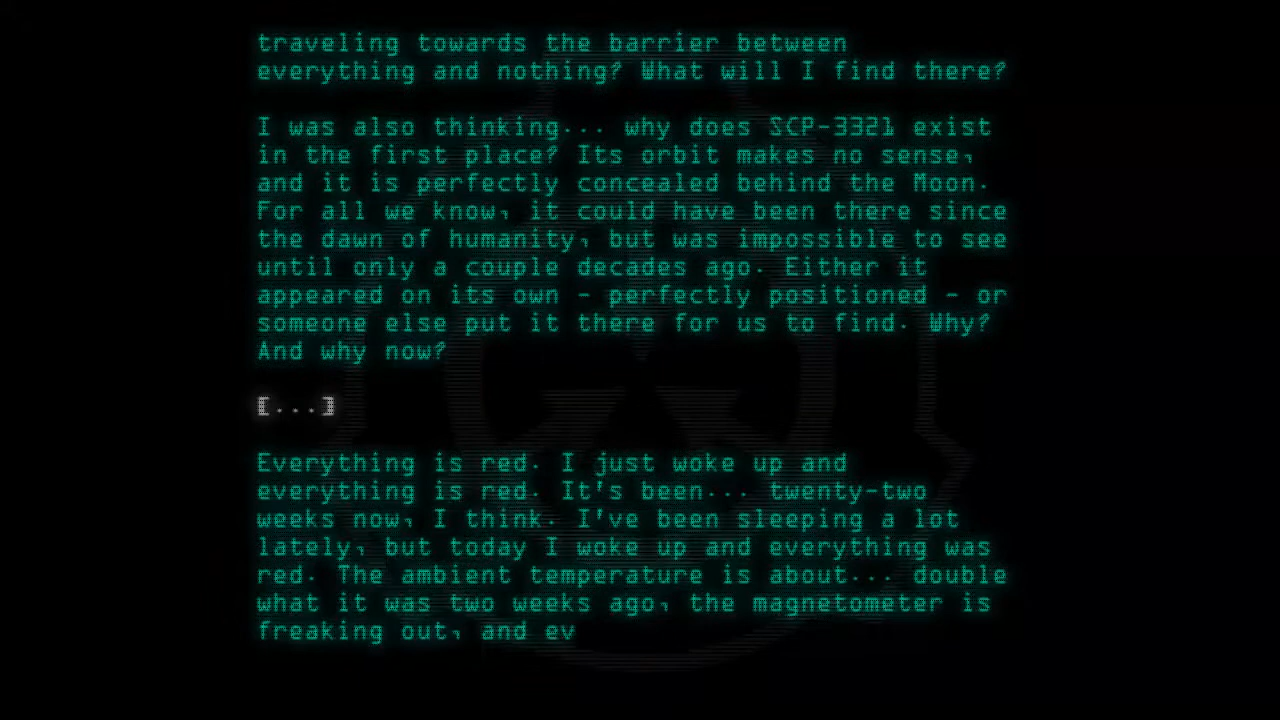 traveling towards the barrier between
everything and nothing? What will I find there?
I was also thinking... why does SCP-3321 exist
in the first place? Its orbit makes no sense,
and it is perfectly concealed behind the Moon.
For all we know, it could have been there since
the dawn of humanity, but was impossible to see
until only a couple decades ago. Either it
appeared on its own - perfectly positioned - or
someone else put it there for us to find. Why?
And why now?
[...]
Everything is red. I just woke up and
everything is red. It's been... twenty-two
weeks now, I think. I've been sleeping a lot
lately, but today I woke up and everything was
red. The ambient temperature is about... double
what it was two weeks ago, the magnetometer is
freaking out, and ev